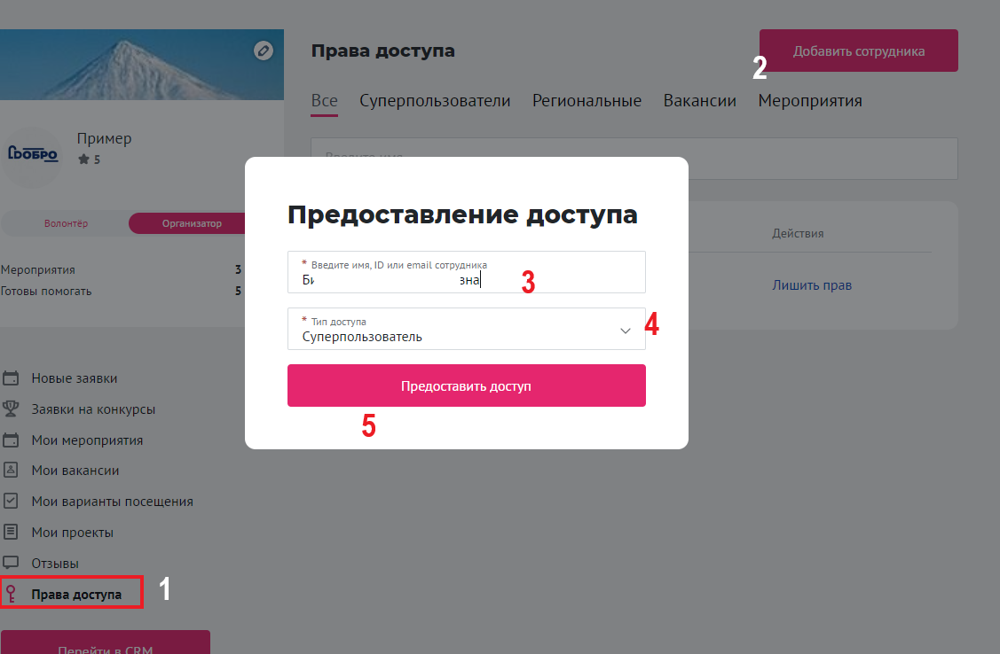 Права доступа
Добавить сотрудника
2
Все Суперпользователи Региональные Вакансии Мероприятия
ДОБРО
Пример
5
Введите имя
Волонтёр Организатор
Мероприятия 3
Готовы помогать 5
Предоставление доступа
* Введите имя, ID или email сотрудника
Би зна
3
* Тип доступа
Суперпользователь
4
Предоставить доступ
5
Действия
Лишить прав
Новые заявки
Заявки на конкурсы
Мои мероприятия
Мои вакансии
Мои варианты посещения
Мои проекты
Отзывы
Права доступа 1
Перейти в CRM